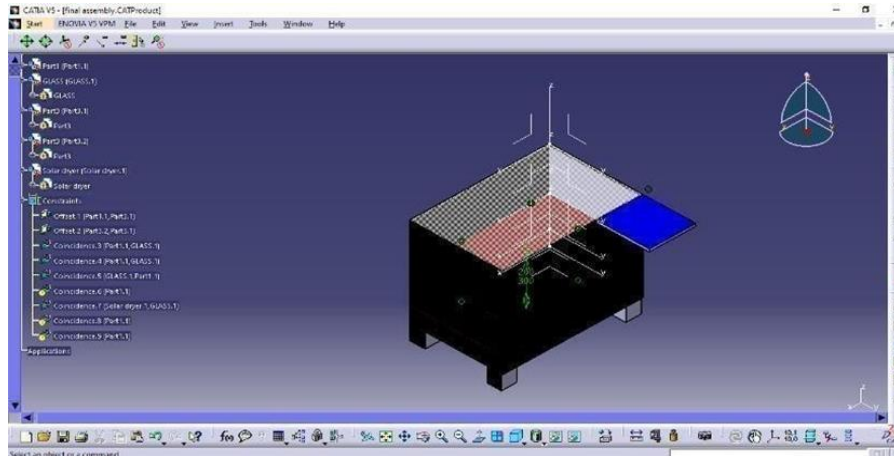 CATIA V5 - [final assembly.CATProduct]
Start ENOVIA V5 VPM File Edit View Insert Tools Window Help
Part1 (Part1.1)
GLASS (GLASS.1)
GLASS
Part3 (Part3.1)
Part3
Part3 (Part3.2)
Part3
Solar dryer (Solar dryer.1)
Solar dryer
Constraints
Offset.1 (Part1.1,Part3.1)
Offset.2 (Part3.2,Part3.1)
Coincidence.3 (Part1.1,GLASS.1)
Coincidence.4 (Part1.1,GLASS.1)
Coincidence.5 (GLASS.1,Part1.1)
Coincidence.6 (Part1.1)
Coincidence.7 (Solar dryer.1,GLASS.1)
Coincidence.8 (Part1.1)
Coincidence.9 (Part1.1)
Applications
z
z
y
y
x
y
300
z
x
y
Select an object or a command